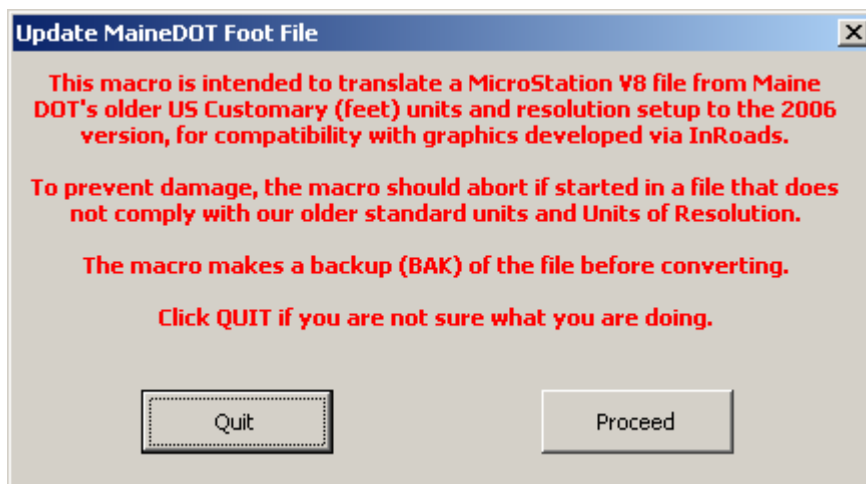 Update MaineDOT Foot File
This macro is intended to translate a MicroStation V8 file from Maine
DOT's older US Customary (feet) units and resolution setup to the 2006
version, for compatibility with graphics developed via InRoads.
To prevent damage, the macro should abort if started in a file that does
not comply with our older standard units and Units of Resolution.
The macro makes a backup (BAK) of the file before converting.
Click QUIT if you are not sure what you are doing.
Quit
Proceed